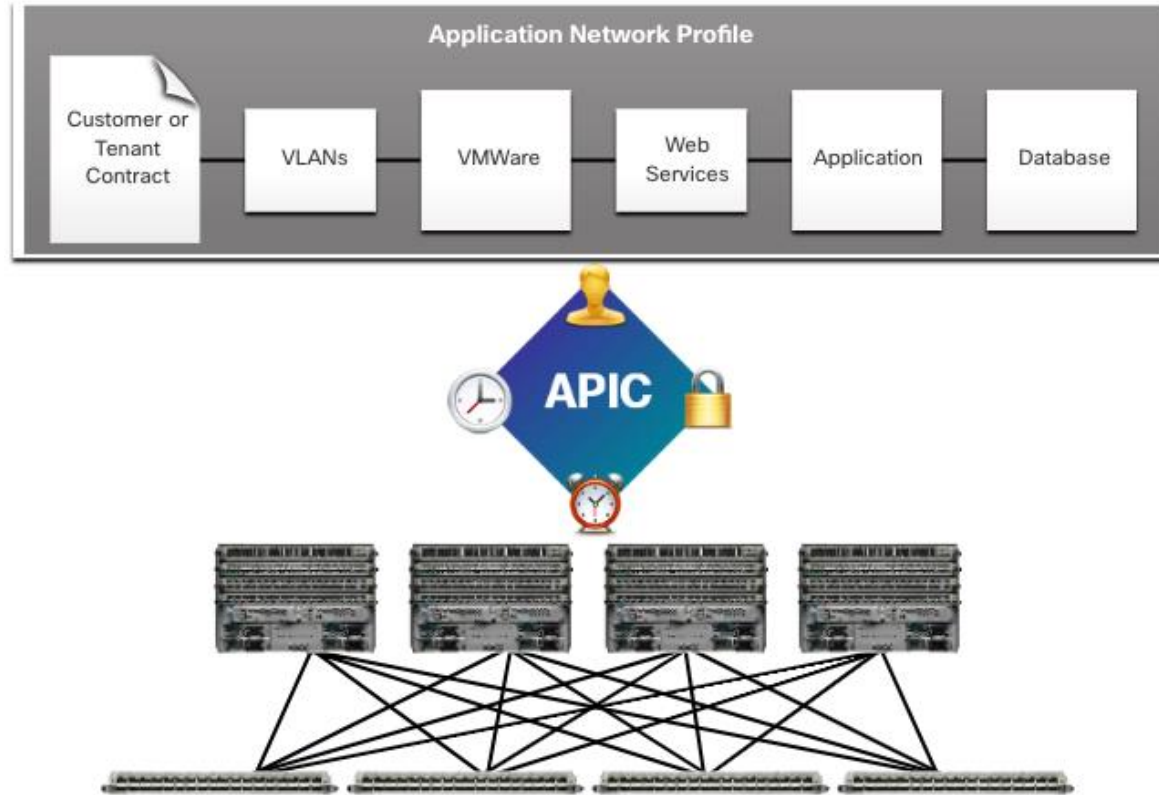 Application Network Profile
Customer or
Tenant
Contract
VLANs
VMWare
Web
Services
Application
Database
APIC